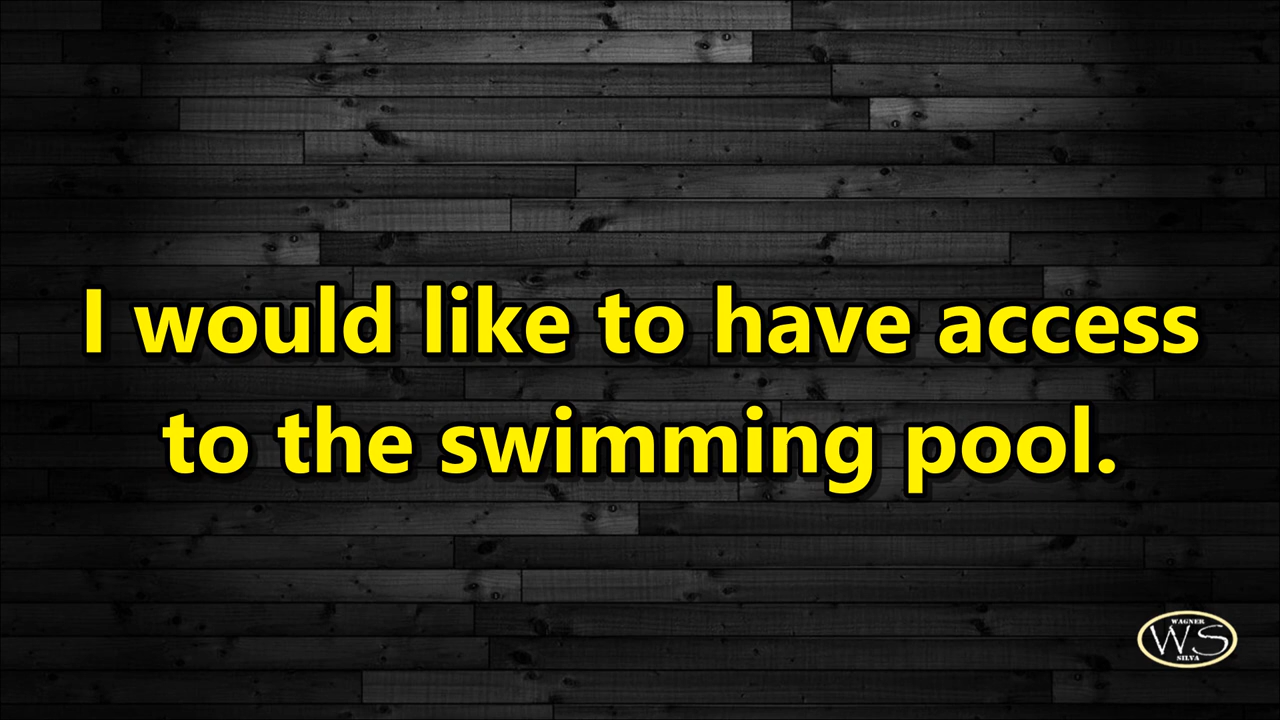 I would like to have access
to the swimming pool.
WAGNER
WS
SILVA